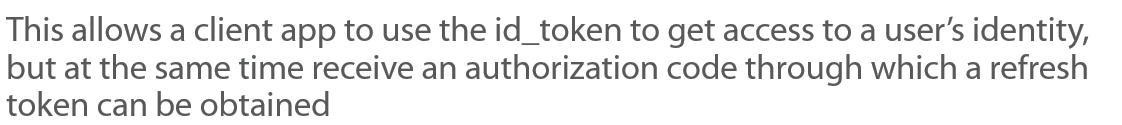 This allows a client app to use the id_token to get access to a user’s identity,
but at the same time receive an authorization code through which a refresh
token can be obtained